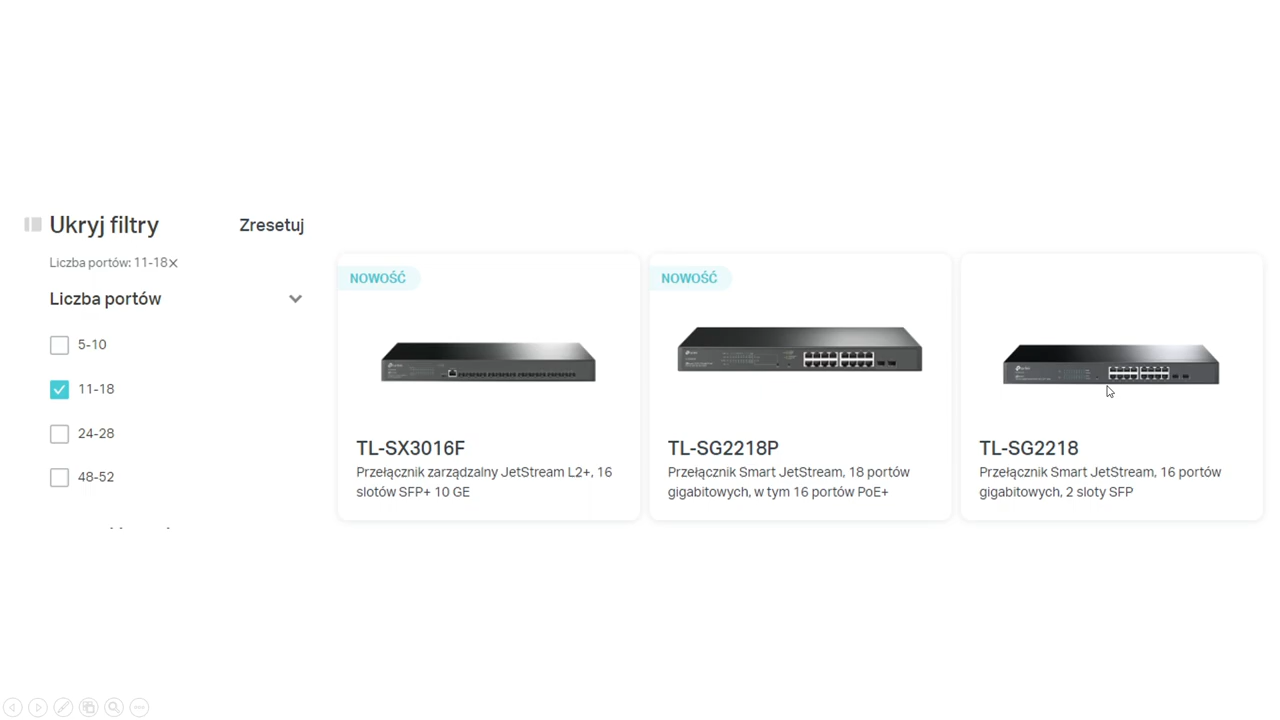 Ukryj filtry
Zresetuj
Liczba portów: 11-18
Liczba portów
5-10
11-18
24-28
48-52
NOWOŚĆ
TL-SX3016F
Przełącznik zarządzalny JetStream L2+, 16
slotów SFP+ 10 GE
NOWOŚĆ
TL-SG2218P
Przełącznik Smart JetStream, 18 portów
gigabitowych, w tym 16 portów PoE+
TL-SG2218
Przełącznik Smart JetStream, 16 portów
gigabitowych, 2 sloty SFP